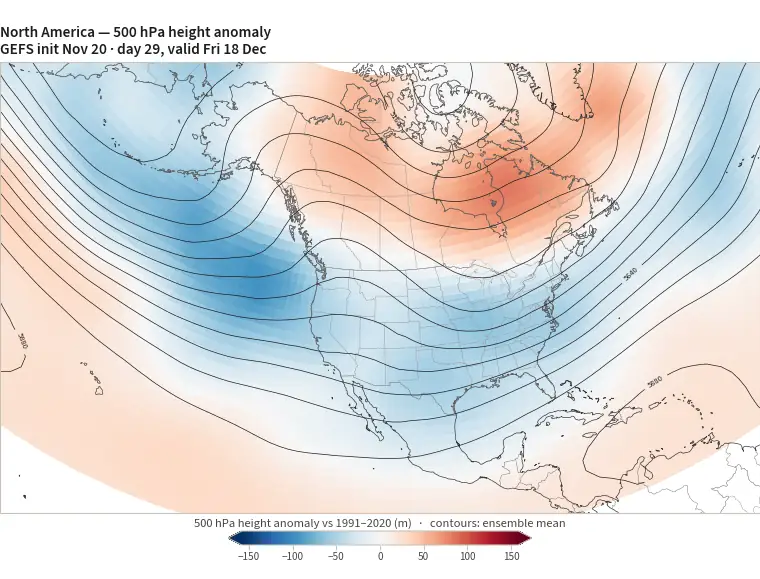 North America — 500 hPa height anomaly
GEFS init Nov 20 · day 29, valid Fri 18 Dec
5640
5880
5880
500 hPa height anomaly vs 1991–2020 (m) · contours: ensemble mean
−150 −100 −50 0 50 100 150